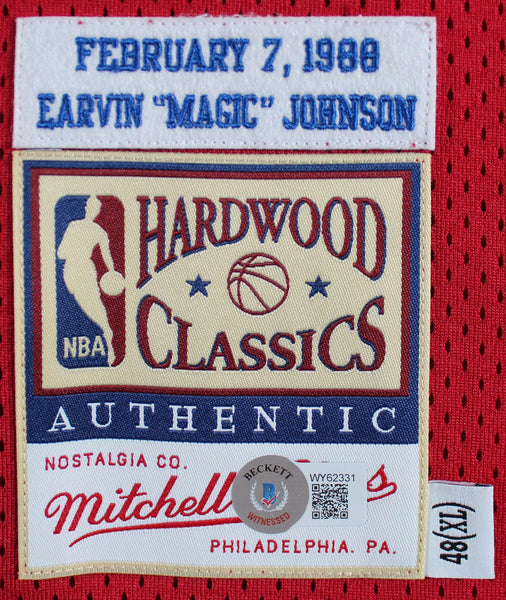 FEBRUARY 7, 1988
EARVIN "MAGIC" JOHNSON
HARDWOOD
CLASSICS
NBA
AUTHENTIC
NOSTALGIA CO.
Mitchell
BECKETT
B
WITNESSED
WY62331
PHILADELPHIA. PA.
48(XL)